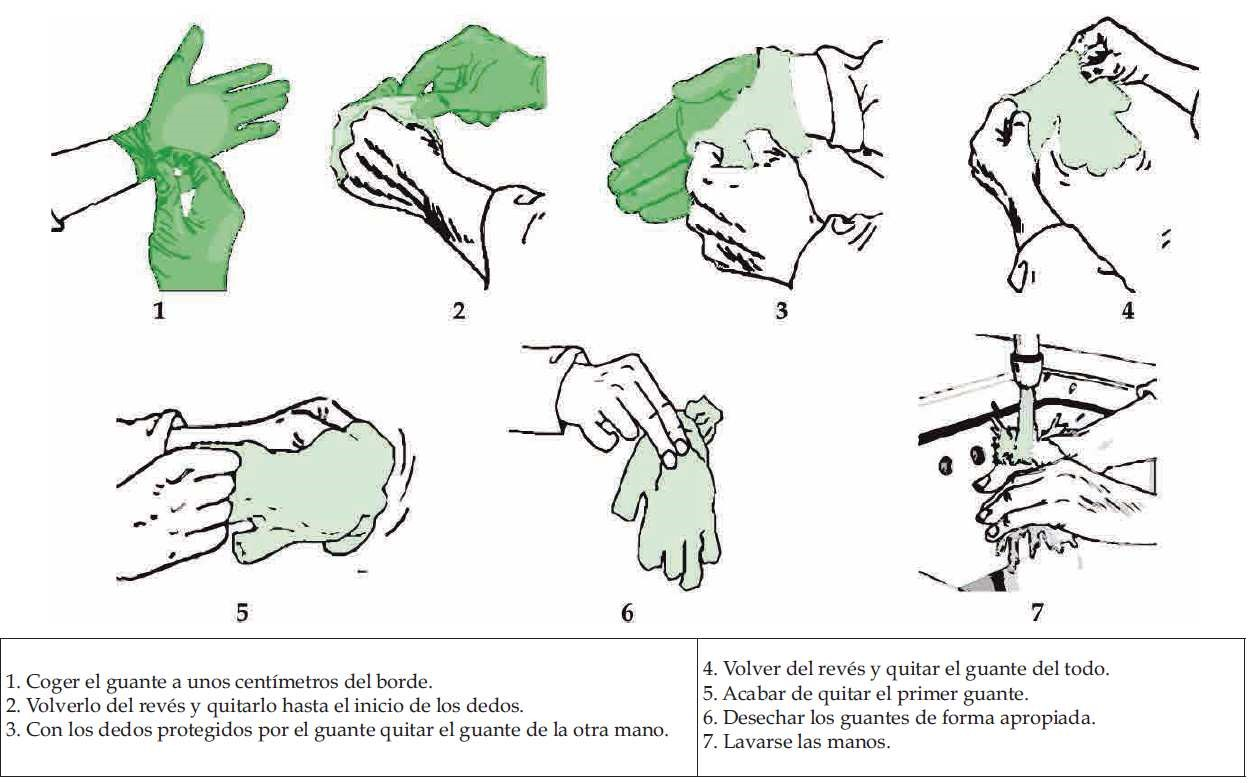 1
2
3
4
5
6
7
1. Coger el guante a unos centímetros del borde.
2. Volverlo del revés y quitarlo hasta el inicio de los dedos.
3. Con los dedos protegidos por el guante quitar el guante de la otra mano.
4. Volver del revés y quitar el guante del todo.
5. Acabar de quitar el primer guante.
6. Desechar los guantes de forma apropiada.
7. Lavarse las manos.